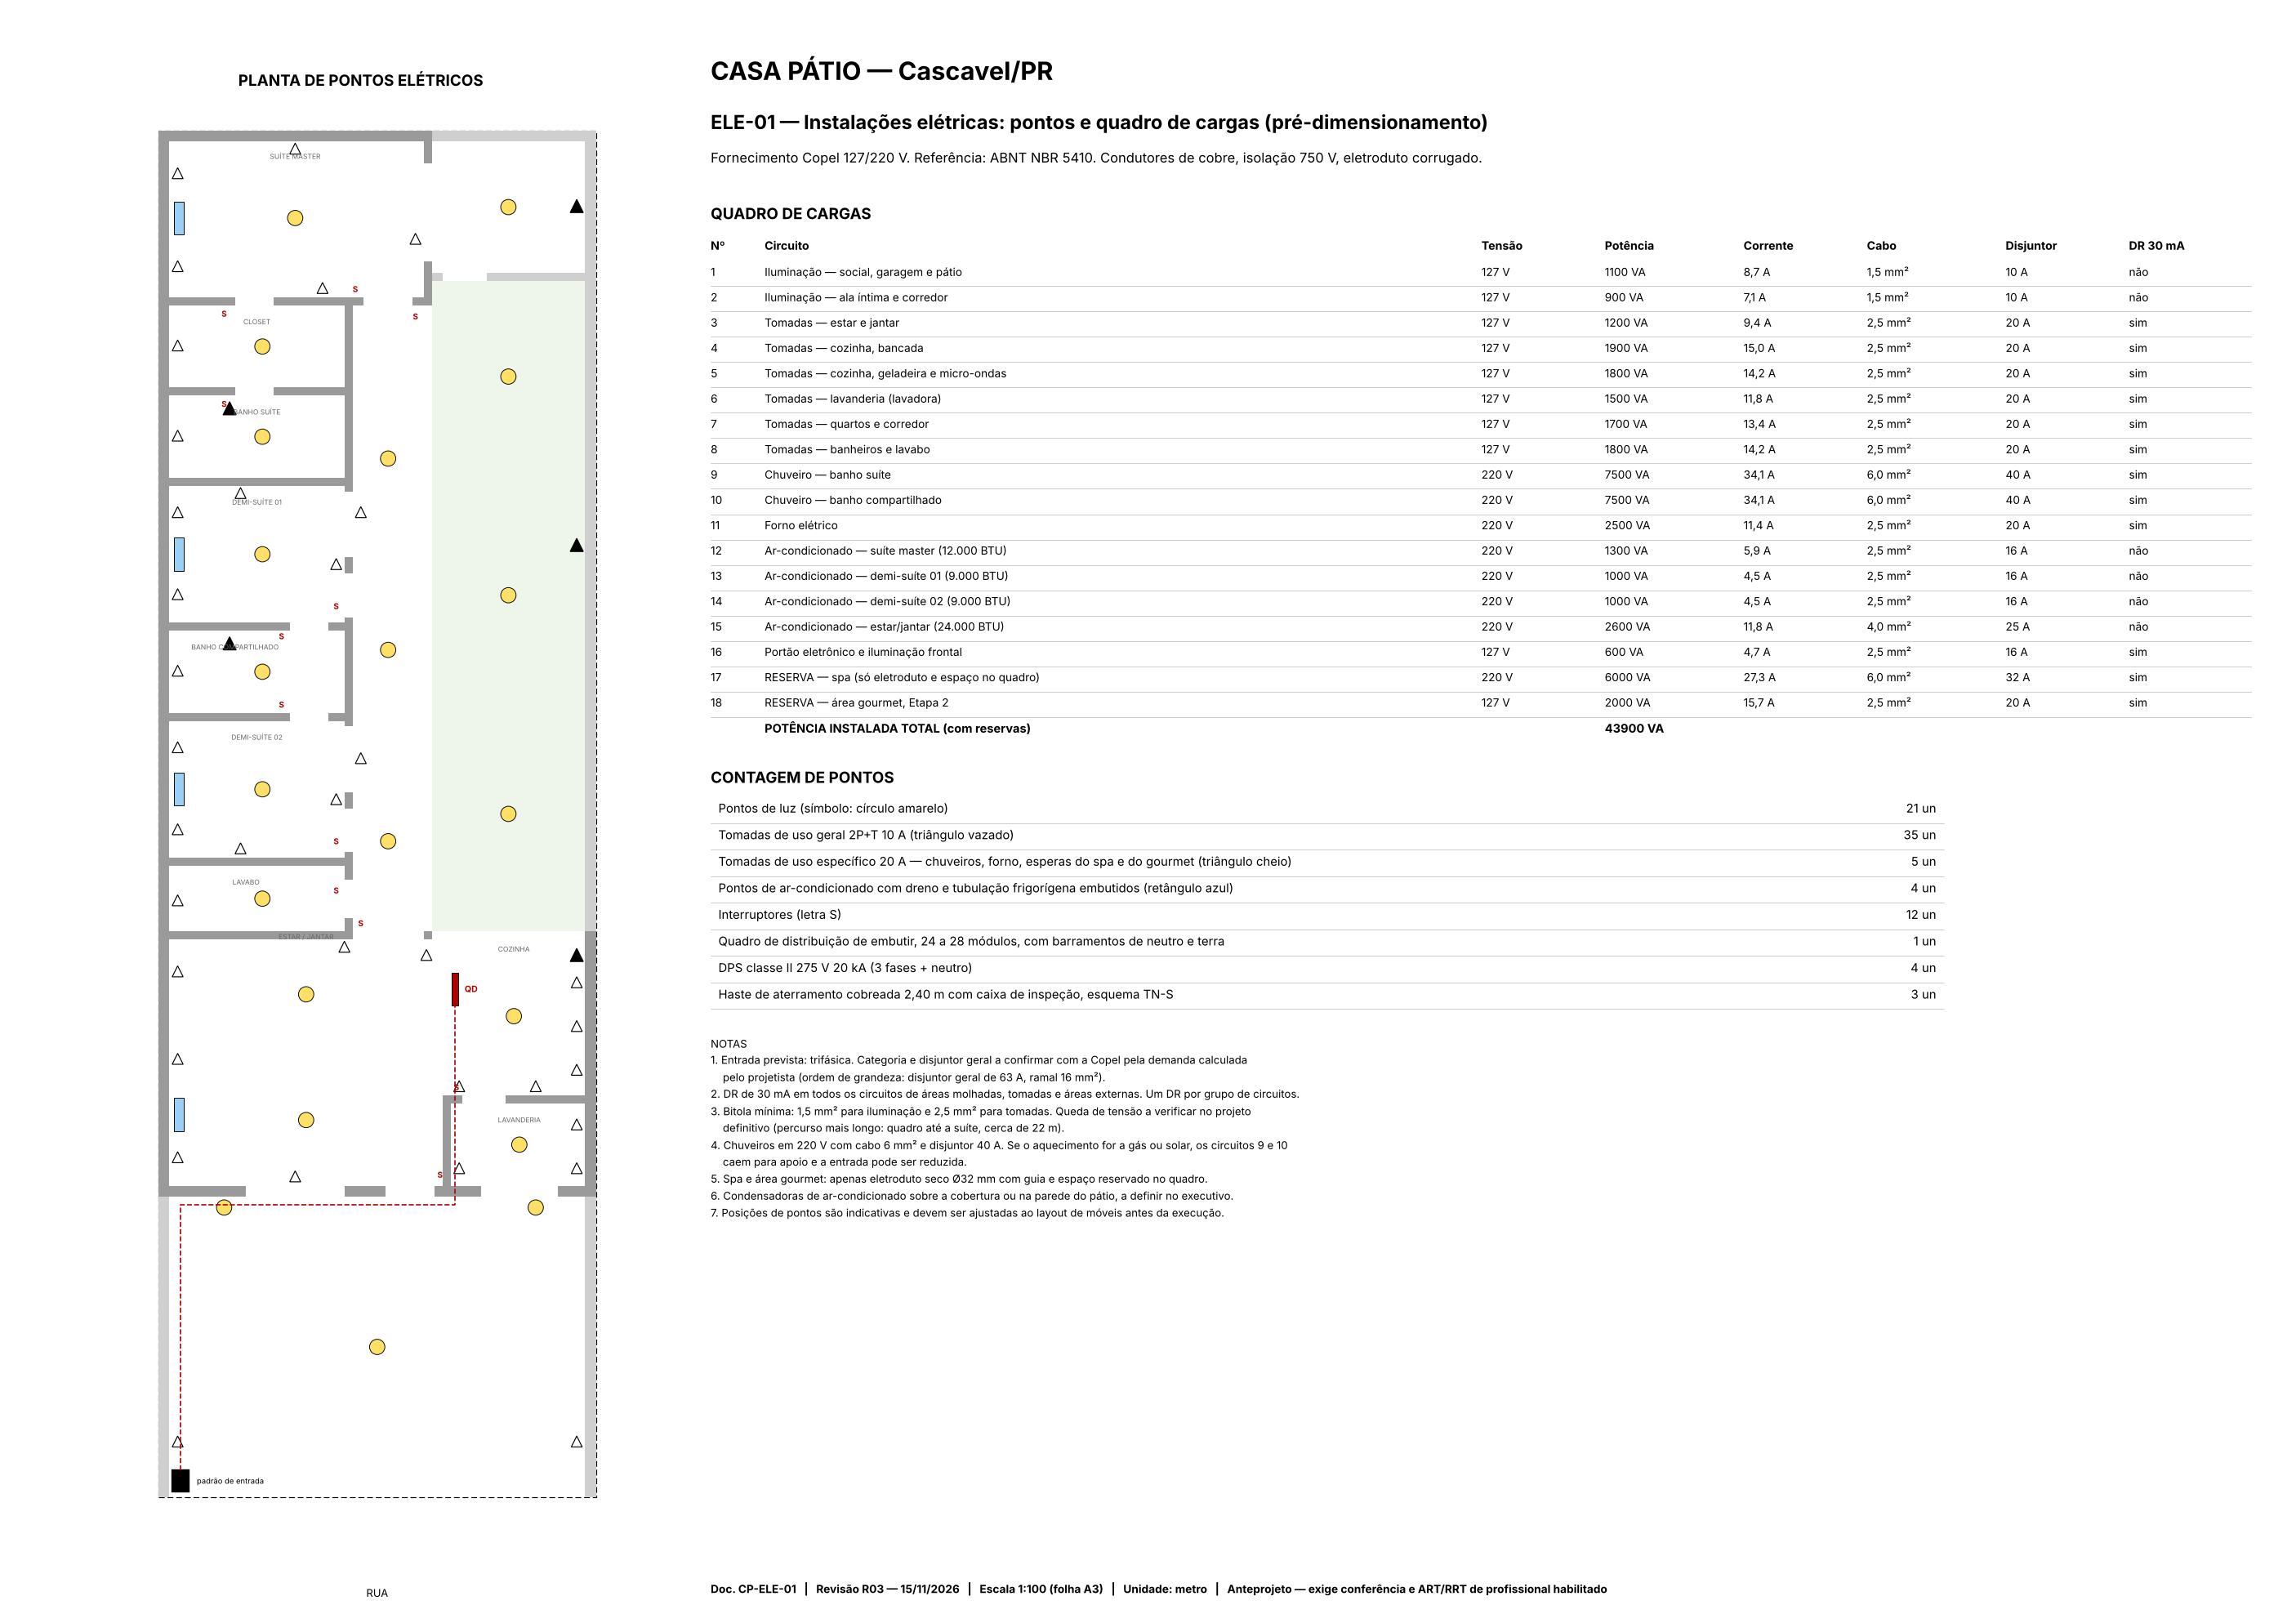 PLANTA DE PONTOS ELÉTRICOS
SUÍTE MASTER
S
S
S
CLOSET
S
BANHO SUÍTE
DEMI-SUÍTE 01
S
S
BANHO COMPARTILHADO
S
DEMI-SUÍTE 02
S
LAVABO
S
S
ESTAR / JANTAR
COZINHA
QD
S
LAVANDERIA
S
padrão de entrada
RUA
CASA PÁTIO — Cascavel/PR
ELE-01 — Instalações elétricas: pontos e quadro de cargas (pré-dimensionamento)
Fornecimento Copel 127/220 V. Referência: ABNT NBR 5410. Condutores de cobre, isolação 750 V, eletroduto corrugado.
QUADRO DE CARGAS
Nº Circuito Tensão Potência Corrente Cabo Disjuntor DR 30 mA
1 Iluminação — social, garagem e pátio 127 V 1100 VA 8,7 A 1,5 mm² 10 A não
2 Iluminação — ala íntima e corredor 127 V 900 VA 7,1 A 1,5 mm² 10 A não
3 Tomadas — estar e jantar 127 V 1200 VA 9,4 A 2,5 mm² 20 A sim
4 Tomadas — cozinha, bancada 127 V 1900 VA 15,0 A 2,5 mm² 20 A sim
5 Tomadas — cozinha, geladeira e micro-ondas 127 V 1800 VA 14,2 A 2,5 mm² 20 A sim
6 Tomadas — lavanderia (lavadora) 127 V 1500 VA 11,8 A 2,5 mm² 20 A sim
7 Tomadas — quartos e corredor 127 V 1700 VA 13,4 A 2,5 mm² 20 A sim
8 Tomadas — banheiros e lavabo 127 V 1800 VA 14,2 A 2,5 mm² 20 A sim
9 Chuveiro — banho suíte 220 V 7500 VA 34,1 A 6,0 mm² 40 A sim
10 Chuveiro — banho compartilhado 220 V 7500 VA 34,1 A 6,0 mm² 40 A sim
11 Forno elétrico 220 V 2500 VA 11,4 A 2,5 mm² 20 A sim
12 Ar-condicionado — suíte master (12.000 BTU) 220 V 1300 VA 5,9 A 2,5 mm² 16 A não
13 Ar-condicionado — demi-suíte 01 (9.000 BTU) 220 V 1000 VA 4,5 A 2,5 mm² 16 A não
14 Ar-condicionado — demi-suíte 02 (9.000 BTU) 220 V 1000 VA 4,5 A 2,5 mm² 16 A não
15 Ar-condicionado — estar/jantar (24.000 BTU) 220 V 2600 VA 11,8 A 4,0 mm² 25 A não
16 Portão eletrônico e iluminação frontal 127 V 600 VA 4,7 A 2,5 mm² 16 A sim
17 RESERVA — spa (só eletroduto e espaço no quadro) 220 V 6000 VA 27,3 A 6,0 mm² 32 A sim
18 RESERVA — área gourmet, Etapa 2 127 V 2000 VA 15,7 A 2,5 mm² 20 A sim
POTÊNCIA INSTALADA TOTAL (com reservas) 43900 VA
CONTAGEM DE PONTOS
Pontos de luz (símbolo: círculo amarelo) 21 un
Tomadas de uso geral 2P+T 10 A (triângulo vazado) 35 un
Tomadas de uso específico 20 A — chuveiros, forno, esperas do spa e do gourmet (triângulo cheio) 5 un
Pontos de ar-condicionado com dreno e tubulação frigorígena embutidos (retângulo azul) 4 un
Interruptores (letra S) 12 un
Quadro de distribuição de embutir, 24 a 28 módulos, com barramentos de neutro e terra 1 un
DPS classe II 275 V 20 kA (3 fases + neutro) 4 un
Haste de aterramento cobreada 2,40 m com caixa de inspeção, esquema TN-S 3 un
NOTAS
1. Entrada prevista: trifásica. Categoria e disjuntor geral a confirmar com a Copel pela demanda calculada
pelo projetista (ordem de grandeza: disjuntor geral de 63 A, ramal 16 mm²).
2. DR de 30 mA em todos os circuitos de áreas molhadas, tomadas e áreas externas. Um DR por grupo de circuitos.
3. Bitola mínima: 1,5 mm² para iluminação e 2,5 mm² para tomadas. Queda de tensão a verificar no projeto
definitivo (percurso mais longo: quadro até a suíte, cerca de 22 m).
4. Chuveiros em 220 V com cabo 6 mm² e disjuntor 40 A. Se o aquecimento for a gás ou solar, os circuitos 9 e 10
caem para apoio e a entrada pode ser reduzida.
5. Spa e área gourmet: apenas eletroduto seco Ø32 mm com guia e espaço reservado no quadro.
6. Condensadoras de ar-condicionado sobre a cobertura ou na parede do pátio, a definir no executivo.
7. Posições de pontos são indicativas e devem ser ajustadas ao layout de móveis antes da execução.
Doc. CP-ELE-01 | Revisão R03 — 15/11/2026 | Escala 1:100 (folha A3) | Unidade: metro | Anteprojeto — exige conferência e ART/RRT de profissional habilitado